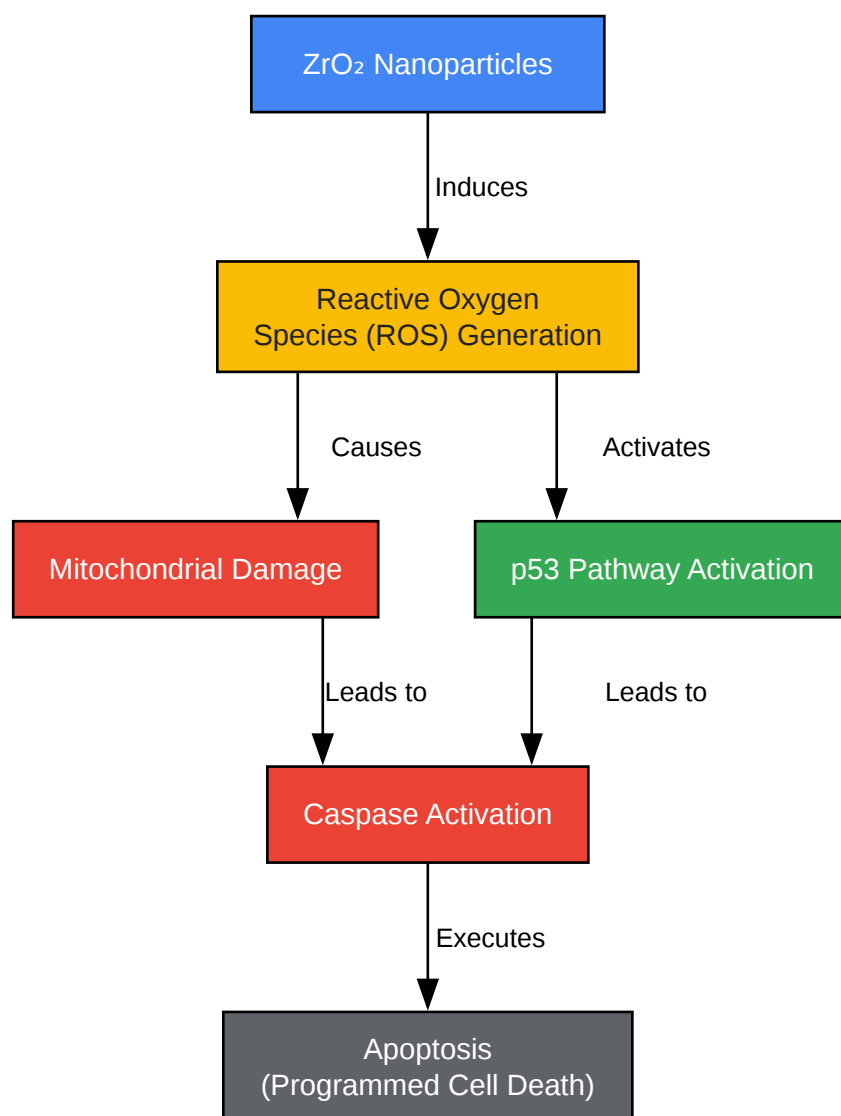 ZrO₂ Nanoparticles
Induces
Reactive Oxygen
Species (ROS) Generation
Causes
Activates
Mitochondrial Damage
p53 Pathway Activation
Leads to
Leads to
Caspase Activation
Executes
Apoptosis
(Programmed Cell Death)